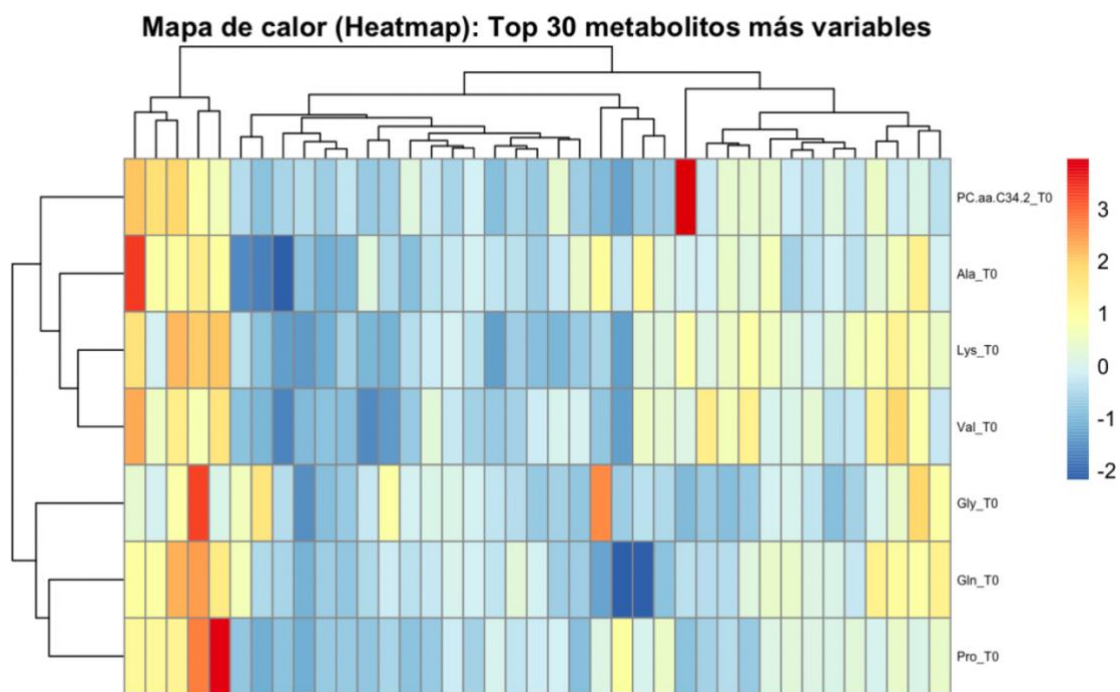 Mapa de calor (Heatmap): Top 30 metabolitos más variables
PC.aa.C34.2_T0
Ala_T0
Lys_T0
Val_T0
Gly_T0
Gln_T0
Pro_T0
3
2
1
0
-1
-2